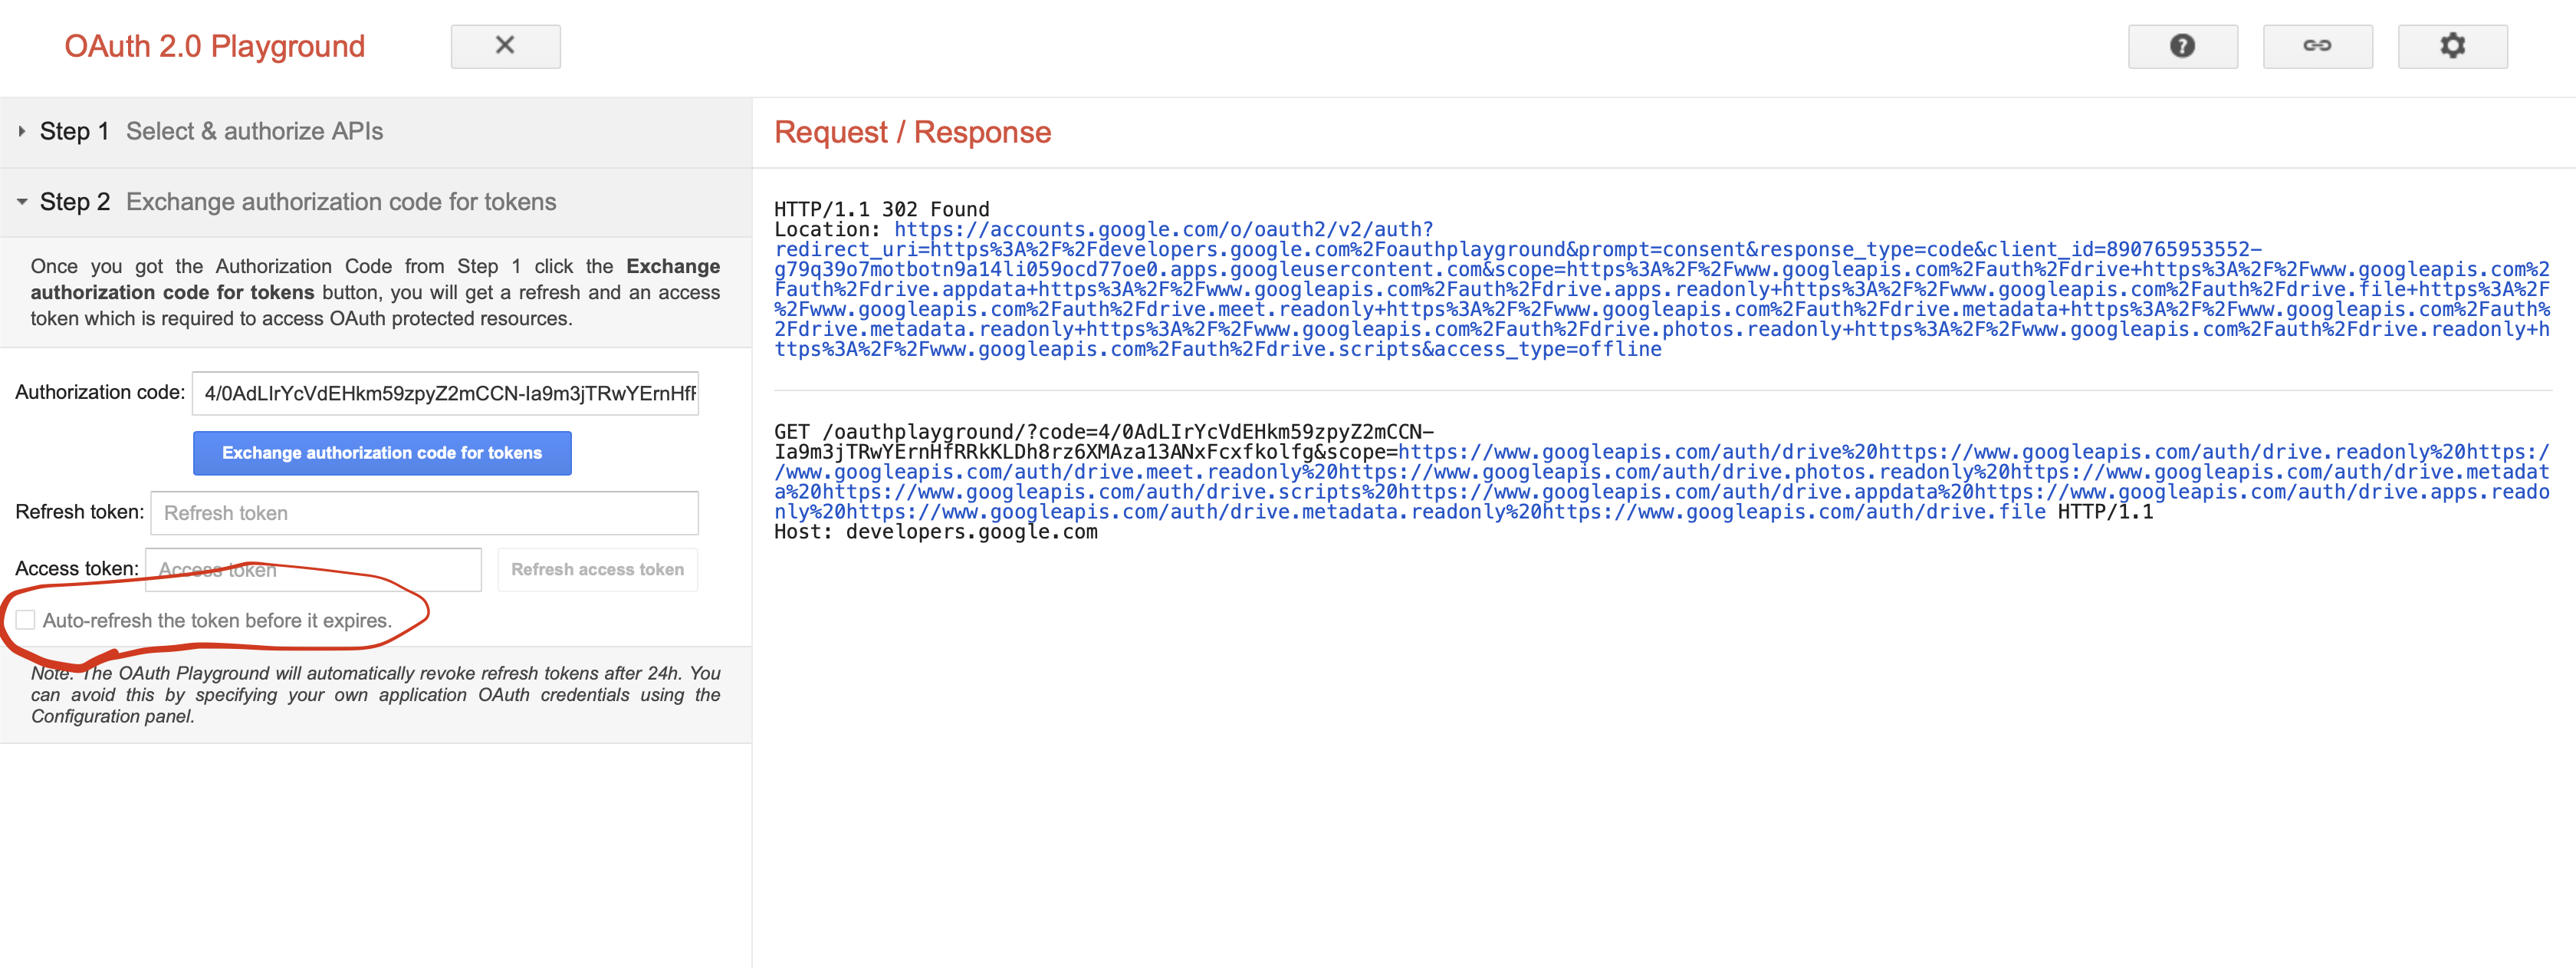 OAuth 2.0 Playground
Step 1 Select & authorize APIs
Step 2 Exchange authorization code for tokens
Once you got the Authorization Code from Step 1 click the Exchange
authorization code for tokens button, you will get a refresh and an access
token which is required to access OAuth protected resources.
Authorization code: 4/0AdLIrYcVdEHkm59zpyZ2mCCN-Ia9m3jTRwYErnHfR
Exchange authorization code for tokens
Refresh token: Refresh token
Access token: Access token Refresh access token
Auto-refresh the token before it expires.
Note: The OAuth Playground will automatically revoke refresh tokens after 24h. You
can avoid this by specifying your own application OAuth credentials using the
Configuration panel.
Request / Response
HTTP/1.1 302 Found
Location: https://accounts.google.com/o/oauth2/v2/auth?
redirect_uri=https%3A%2F%2Fdevelopers.google.com%2Foauthplayground&prompt=consent&response_type=code&client_id=890765953552-
g79q39o7motbotn9a14li059ocd77oe0.apps.googleusercontent.com&scope=https%3A%2F%2Fwww.googleapis.com%2Fauth%2Fdrive+https%3A%2F%2Fwww.googleapis.com%2
Fauth%2Fdrive.appdata+https%3A%2F%2Fwww.googleapis.com%2Fauth%2Fdrive.apps.readonly+https%3A%2F%2Fwww.googleapis.com%2Fauth%2Fdrive.file+https%3A%2F
%2Fwww.googleapis.com%2Fauth%2Fdrive.meet.readonly+https%3A%2F%2Fwww.googleapis.com%2Fauth%2Fdrive.metadata+https%3A%2F%2Fwww.googleapis.com%2Fauth%
2Fdrive.metadata.readonly+https%3A%2F%2Fwww.googleapis.com%2Fauth%2Fdrive.photos.readonly+https%3A%2F%2Fwww.googleapis.com%2Fauth%2Fdrive.readonly+h
ttps%3A%2F%2Fwww.googleapis.com%2Fauth%2Fdrive.scripts&access_type=offline
GET /oauthplayground/?code=4/0AdLIrYcVdEHkm59zpyZ2mCCN-
Ia9m3jTRwYErnHfRRkKLDh8rz6XMAza13ANxFcxfkolfg&scope=https://www.googleapis.com/auth/drive%20https://www.googleapis.com/auth/drive.readonly%20https:/
/www.googleapis.com/auth/drive.meet.readonly%20https://www.googleapis.com/auth/drive.photos.readonly%20https://www.googleapis.com/auth/drive.metadat
a%20https://www.googleapis.com/auth/drive.scripts%20https://www.googleapis.com/auth/drive.appdata%20https://www.googleapis.com/auth/drive.apps.reado
nly%20https://www.googleapis.com/auth/drive.metadata.readonly%20https://www.googleapis.com/auth/drive.file HTTP/1.1
Host: developers.google.com